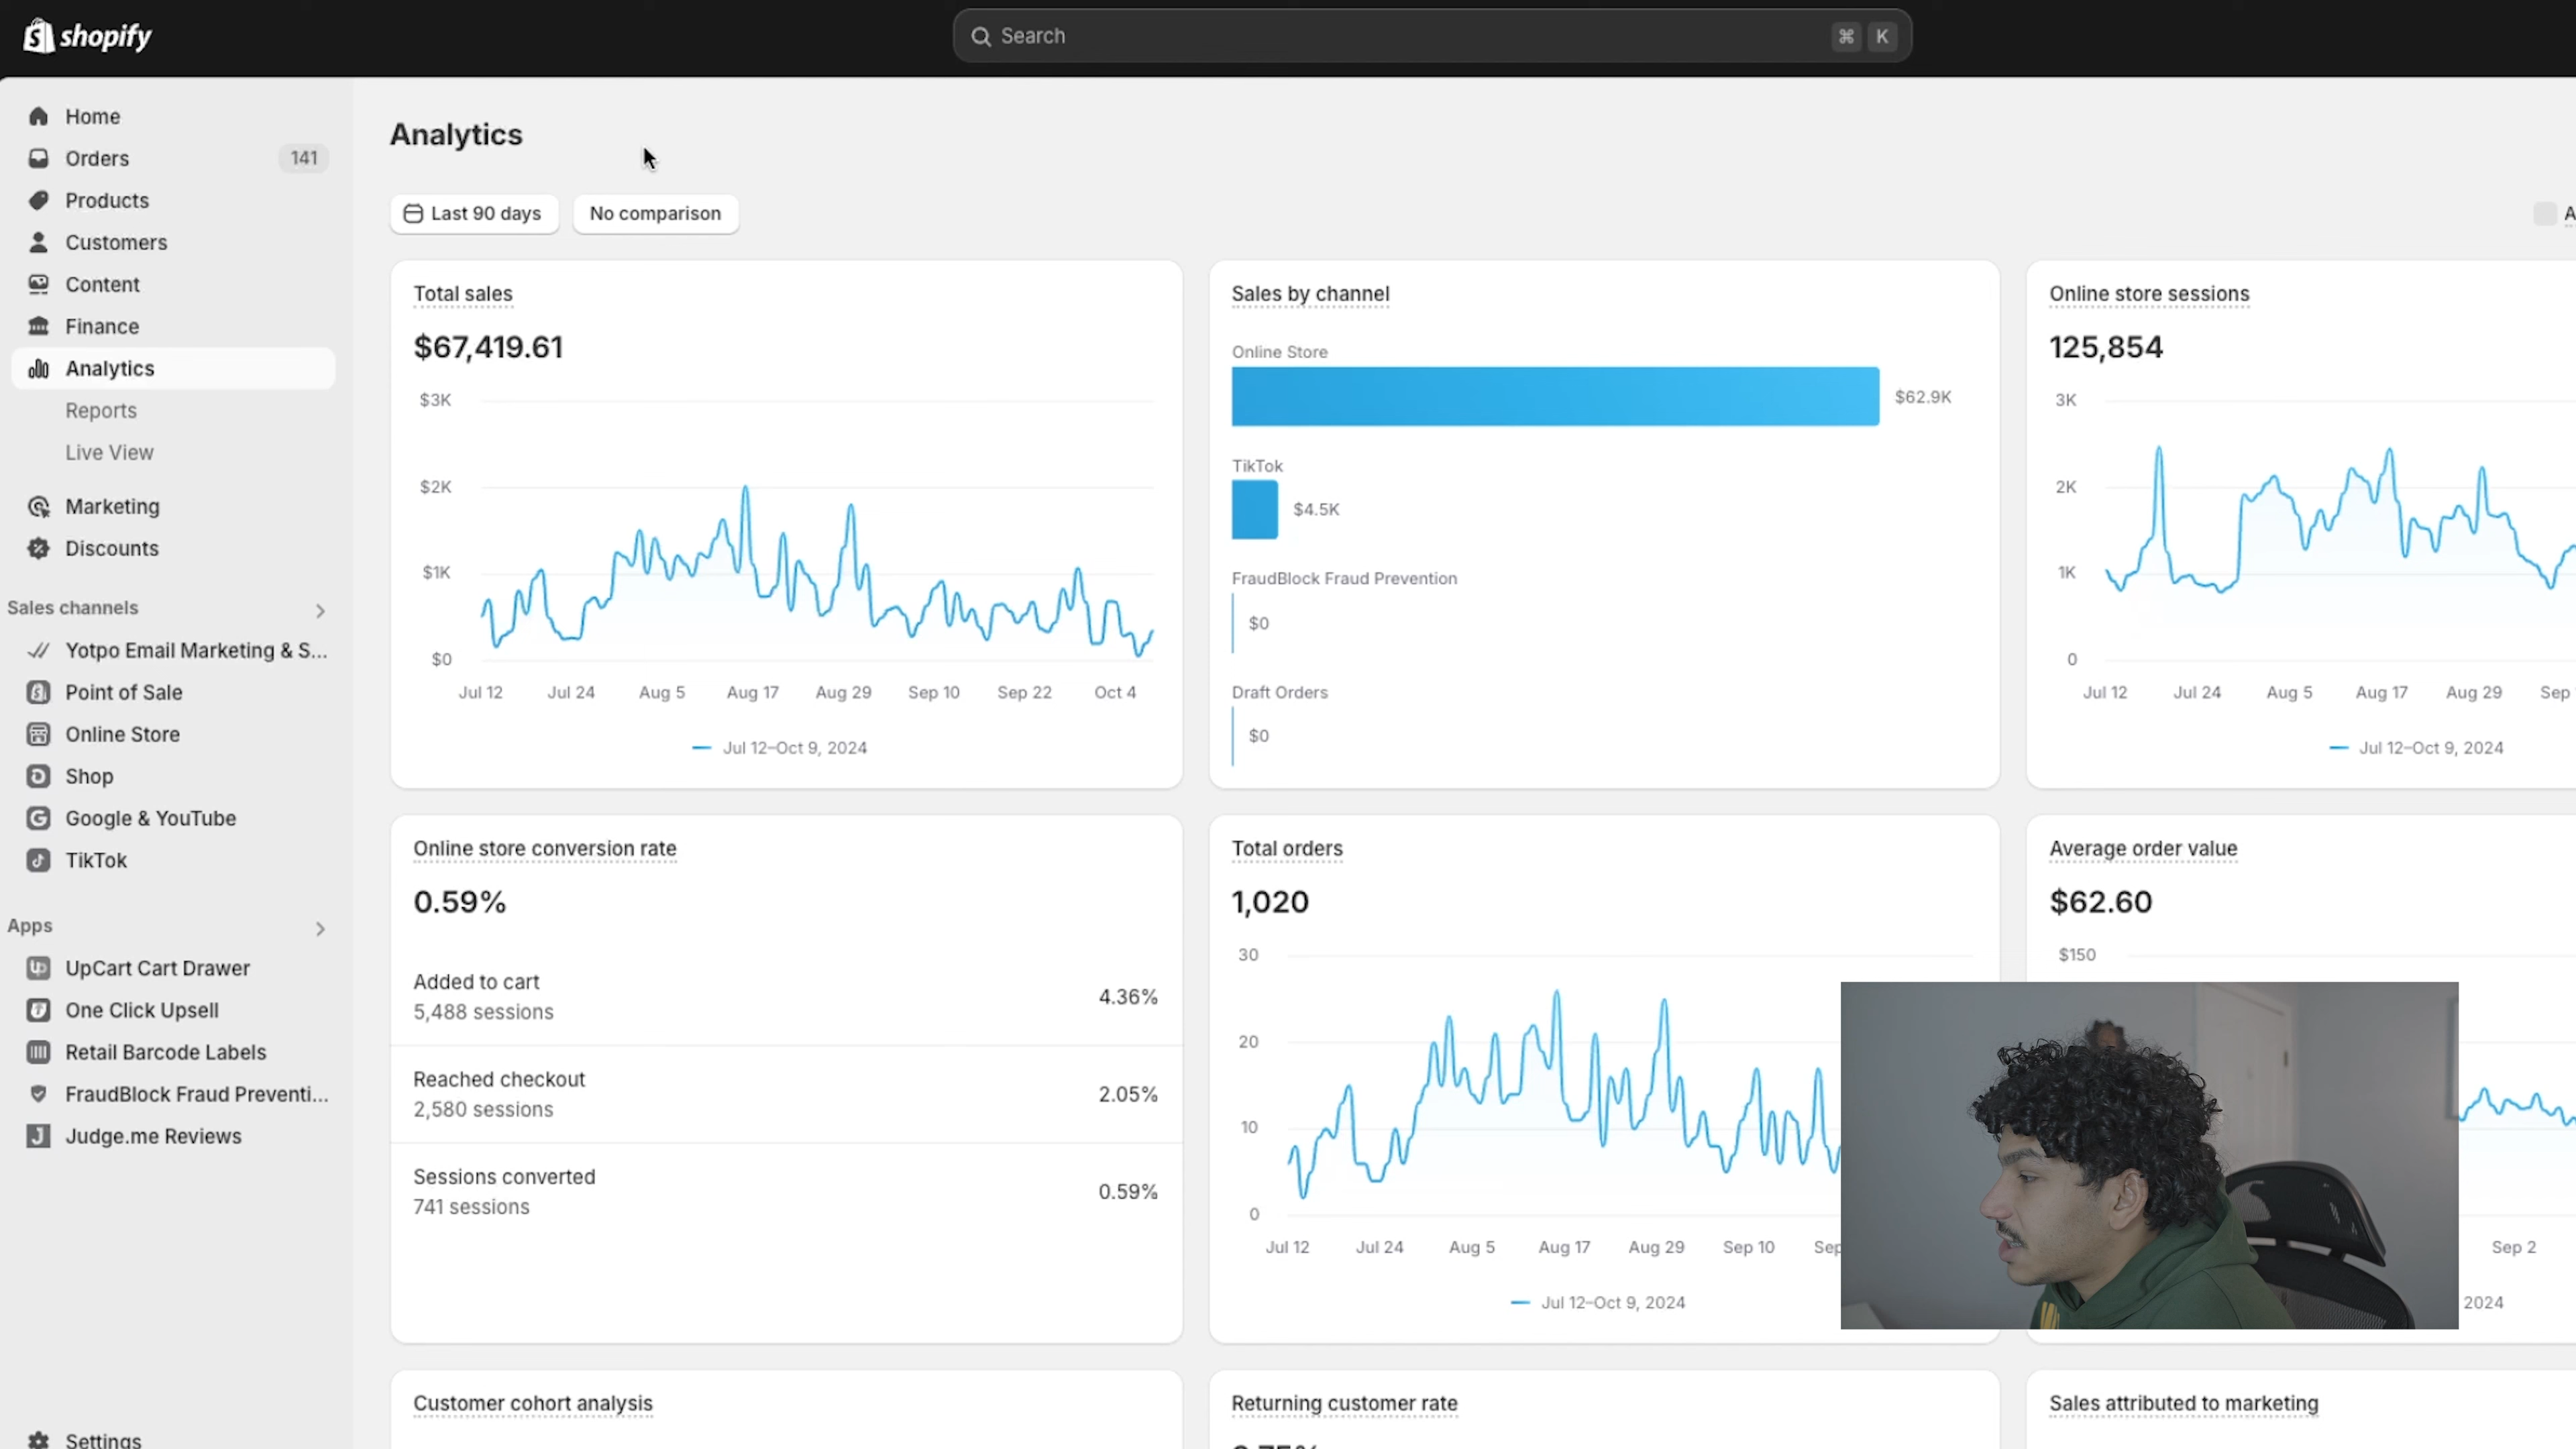 shopify
Search
⌘ K
Home
Orders 141
Products
Customers
Content
Finance
Analytics
Reports
Live View
Marketing
Discounts
Sales channels
Yotpo Email Marketing & S...
Point of Sale
Online Store
Shop
Google & YouTube
TikTok
Apps
UpCart Cart Drawer
One Click Upsell
Retail Barcode Labels
FraudBlock Fraud Preventi...
Judge.me Reviews
Settings
Analytics
Last 90 days No comparison
A
Total sales
$67,419.61
$3K
$2K
$1K
$0
Jul 12 Jul 24 Aug 5 Aug 17 Aug 29 Sep 10 Sep 22 Oct 4
Jul 12–Oct 9, 2024
Sales by channel
Online Store
$62.9K
TikTok
$4.5K
FraudBlock Fraud Prevention
$0
Draft Orders
$0
Online store sessions
125,854
3K
2K
1K
0
Jul 12 Jul 24 Aug 5 Aug 17 Aug 29 Sep
Jul 12–Oct 9, 2024
Online store conversion rate
0.59%
Added to cart
5,488 sessions
4.36%
Reached checkout
2,580 sessions
2.05%
Sessions converted
741 sessions
0.59%
Total orders
1,020
30
20
10
0
Jul 12 Jul 24 Aug 5 Aug 17 Aug 29 Sep 10 Sep
Jul 12–Oct 9, 2024
Average order value
$62.60
$150
Sep 2
2024
Customer cohort analysis
Returning customer rate
Sales attributed to marketing